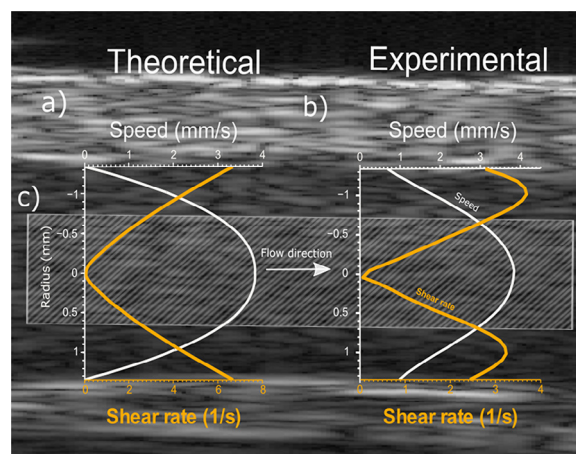 Theoretical Experimental
a) b)
Speed (mm/s) Speed (mm/s)
0 2 4 0 1 2 3 4
c)
Radius (mm)
−1 −0.5 0 0.5 1
−1 −0.5 0 0.5 1
Speed
Flow direction
Shear rate
0 2 4 6 8 0 1 2 3 4
Shear rate (1/s) Shear rate (1/s)